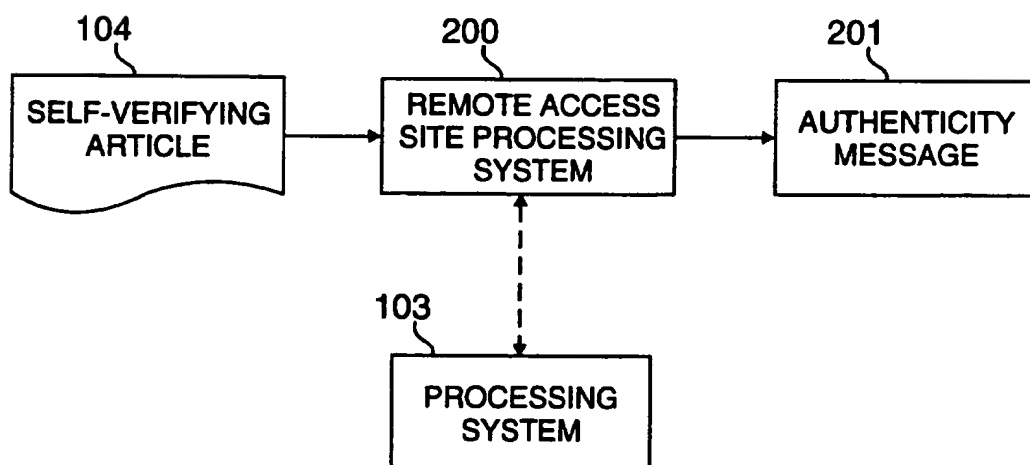 104
SELF-VERIFYING
ARTICLE
200
REMOTE ACCESS
SITE PROCESSING
SYSTEM
201
AUTHENTICITY
MESSAGE
103
PROCESSING
SYSTEM